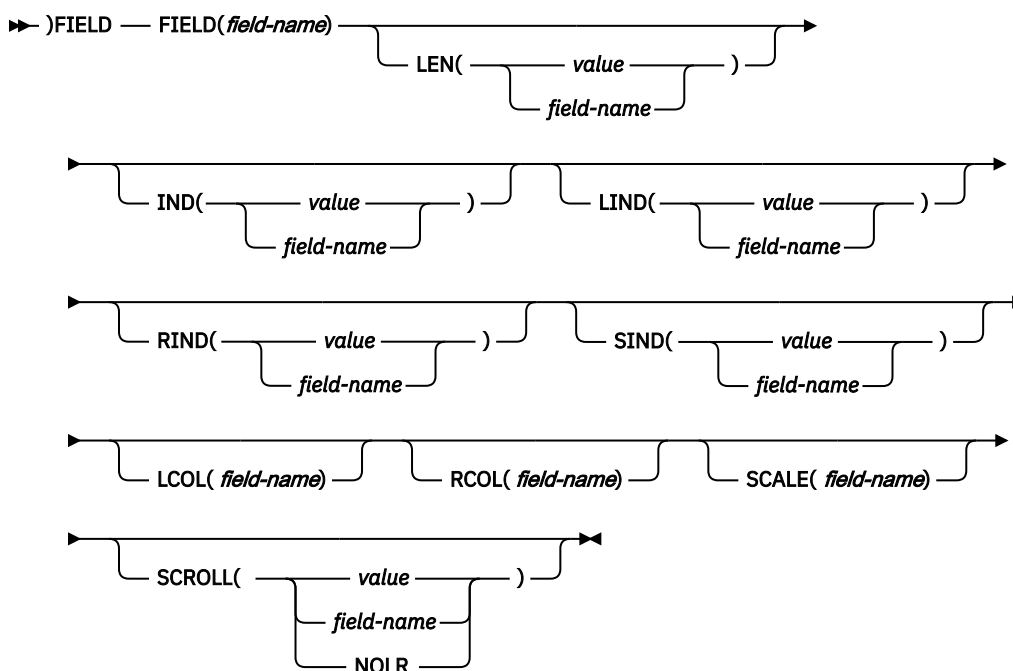 )FIELD FIELD(field-name)
LEN( value )
field-name
IND( value ) LIND( value )
field-name field-name
RIND( value ) SIND( value )
field-name field-name
LCOL( field-name) RCOL( field-name) SCALE( field-name)
SCROLL( value )
field-name
NOLR